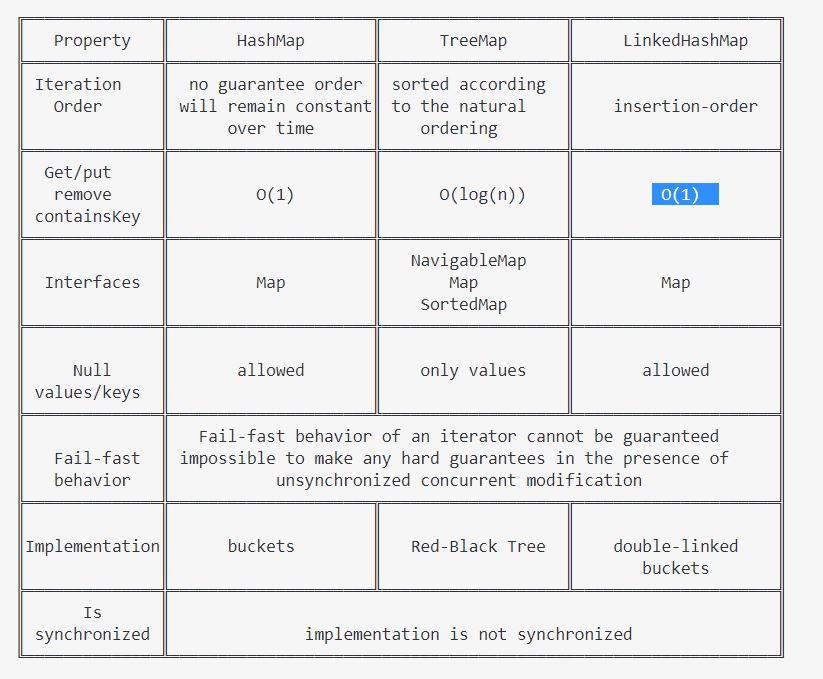 Property HashMap TreeMap LinkedHashMap
Iteration no guarantee order sorted according
Order will remain constant to the natural insertion-order
over time ordering
Get/put
remove O(1) O(log(n)) O(1)
containsKey
NavigableMap
Interfaces Map Map Map
SortedMap
Null allowed only values allowed
values/keys
Fail-fast behavior of an iterator cannot be guaranteed
Fail-fast impossible to make any hard guarantees in the presence of
behavior unsynchronized concurrent modification
Implementation buckets Red-Black Tree double-linked
buckets
Is
synchronized implementation is not synchronized